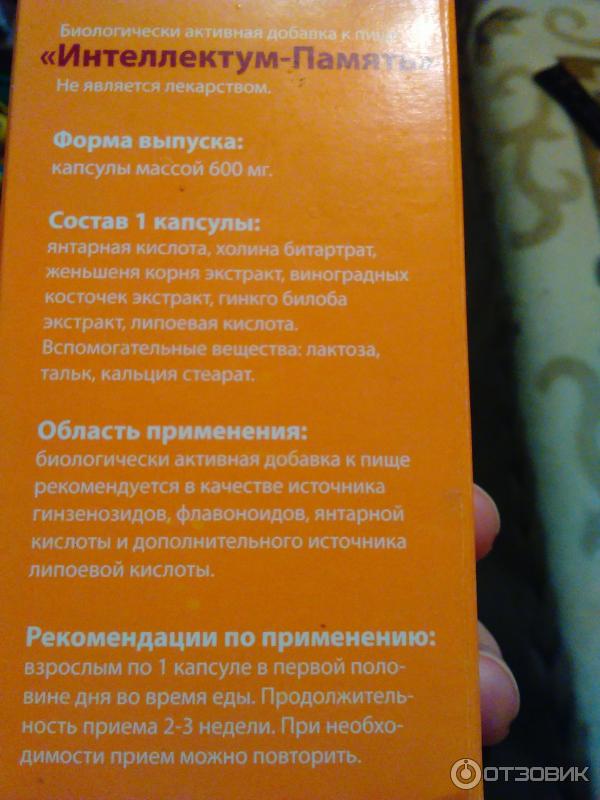 Биологически активная добавка к пище
«Интеллектум-Память»
Не является лекарством.
Форма выпуска:
капсулы массой 600 мг.
Состав 1 капсулы:
янтарная кислота, холина битартрат,
женьшеня корня экстракт, виноградных
косточек экстракт, гинкго билоба
экстракт, липоевая кислота.
Вспомогательные вещества: лактоза,
тальк, кальция стеарат.
Область применения:
биологически активная добавка к пище
рекомендуется в качестве источника
гинзенозидов, флавоноидов, янтарной
кислоты и дополнительного источника
липоевой кислоты.
Рекомендации по применению:
взрослым по 1 капсуле в первой поло-
вине дня во время еды. Продолжитель-
ность приема 2-3 недели. При необхо-
димости прием можно повторить.
ОТЗОВИК